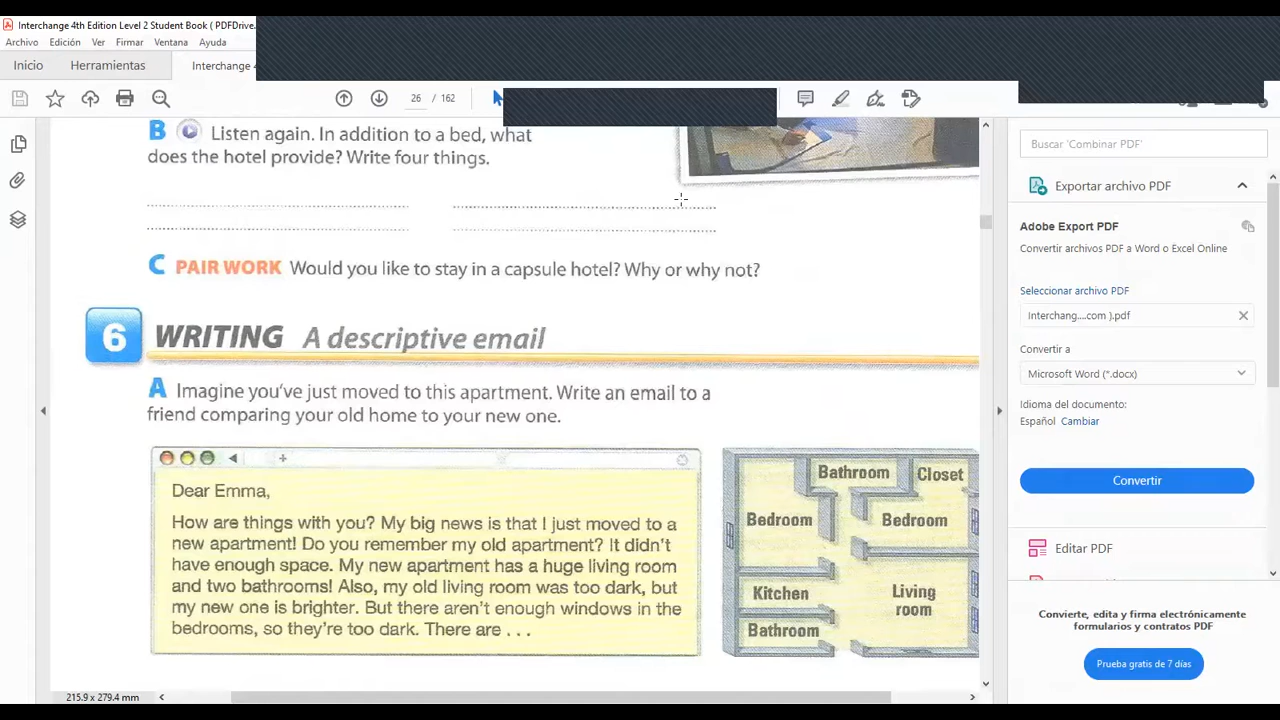 Interchange 4th Edition Level 2 Student Book ( PDFDrive.
Archivo Edición Ver Firmar Ventana Ayuda
Inicio Herramientas Interchange 4
26 / 162
B Listen again. In addition to a bed, what
does the hotel provide? Write four things.
C PAIR WORK Would you like to stay in a capsule hotel? Why or why not?
6 WRITING A descriptive email
A Imagine you've just moved to this apartment. Write an email to a
friend comparing your old home to your new one.
Dear Emma,
How are things with you? My big news is that I just moved to a
new apartment! Do you remember my old apartment? It didn't
have enough space. My new apartment has a huge living room
and two bathrooms! Also, my old living room was too dark, but
my new one is brighter. But there aren't enough windows in the
bedrooms, so they're too dark. There are . . .
Bathroom
Closet
Bedroom
Bedroom
Kitchen
Living
room
Bathroom
215.9 x 279.4 mm
Buscar 'Combinar PDF'
Exportar archivo PDF
Adobe Export PDF
Convertir archivos PDF a Word o Excel Online
Seleccionar archivo PDF
Interchang....com ).pdf
Convertir a
Microsoft Word (*.docx)
Idioma del documento:
Español Cambiar
Convertir
Editar PDF
Convierte, edita y firma electrónicamente
formularios y contratos PDF
Prueba gratis de 7 días